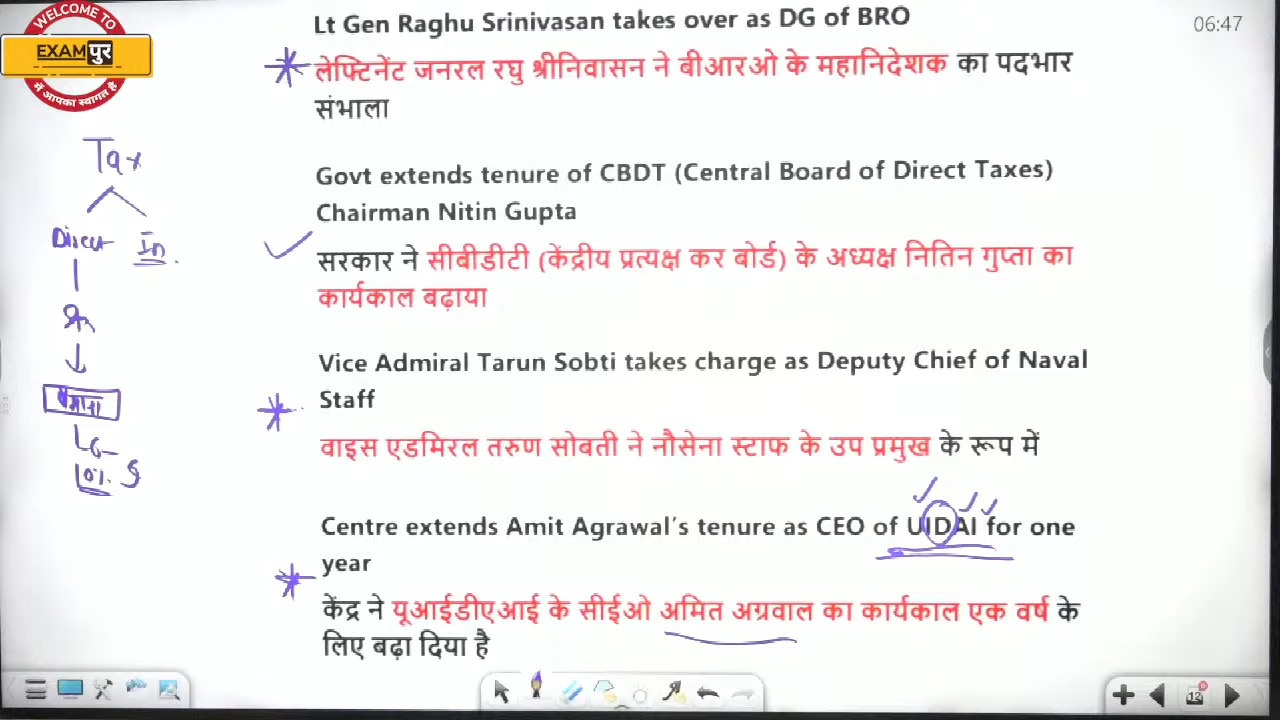 WELCOME TO
EXAMपुर
में आपका स्वागत है
06:47
Lt Gen Raghu Srinivasan takes over as DG of BRO
लेफ्टिनेंट जनरल रघु श्रीनिवासन ने बीआरओ के महानिदेशक का पदभार
संभाला
Govt extends tenure of CBDT (Central Board of Direct Taxes)
Chairman Nitin Gupta
सरकार ने सीबीडीटी (केंद्रीय प्रत्यक्ष कर बोर्ड) के अध्यक्ष नितिन गुप्ता का
कार्यकाल बढ़ाया
Vice Admiral Tarun Sobti takes charge as Deputy Chief of Naval
Staff
वाइस एडमिरल तरुण सोबती ने नौसेना स्टाफ के उप प्रमुख के रूप में
Centre extends Amit Agrawal's tenure as CEO of UIDAI for one
year
केंद्र ने यूआईडीएआई के सीईओ अमित अग्रवाल का कार्यकाल एक वर्ष के
लिए बढ़ा दिया है
Tax
Direct In
10%
12